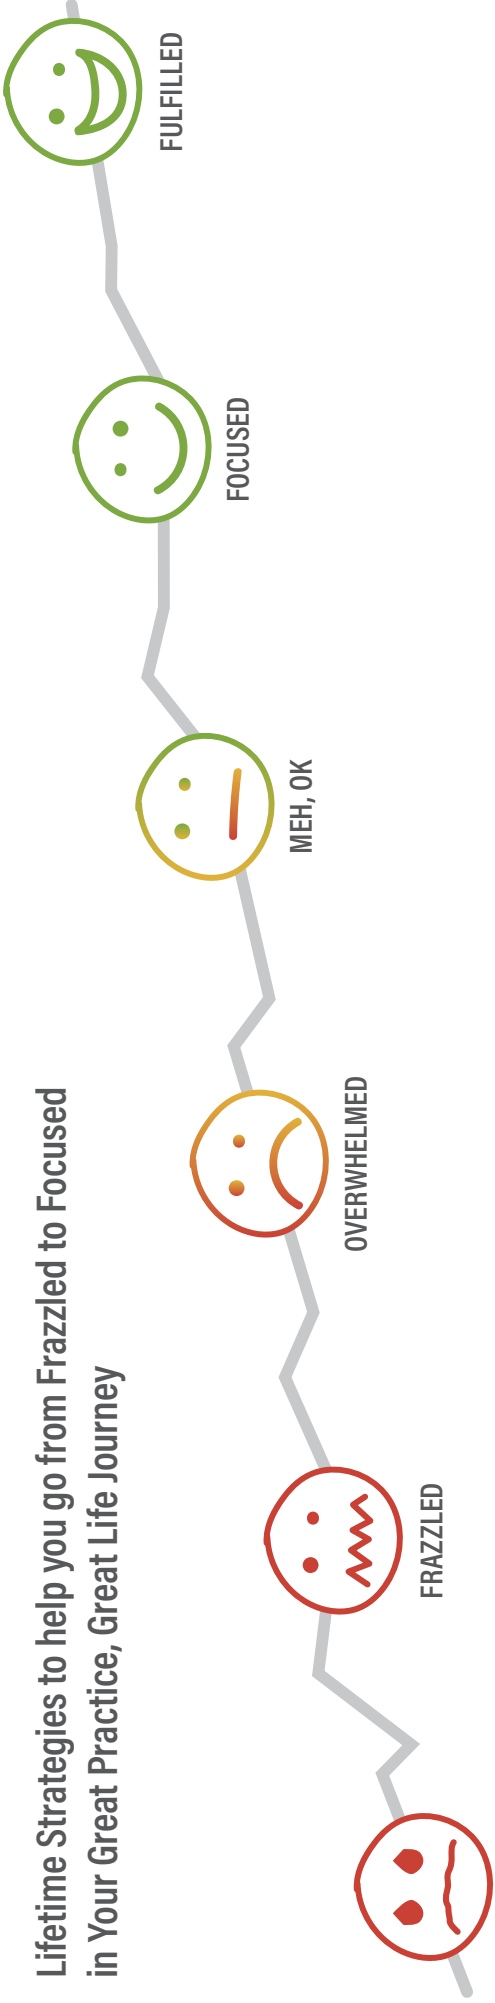 Lifetime Strategies to help you go from Frazzled to Focused
in Your Great Practice, Great Life Journey
FRAZZLED
OVERWHELMED
MEH, OK
FOCUSED
FULFILLED